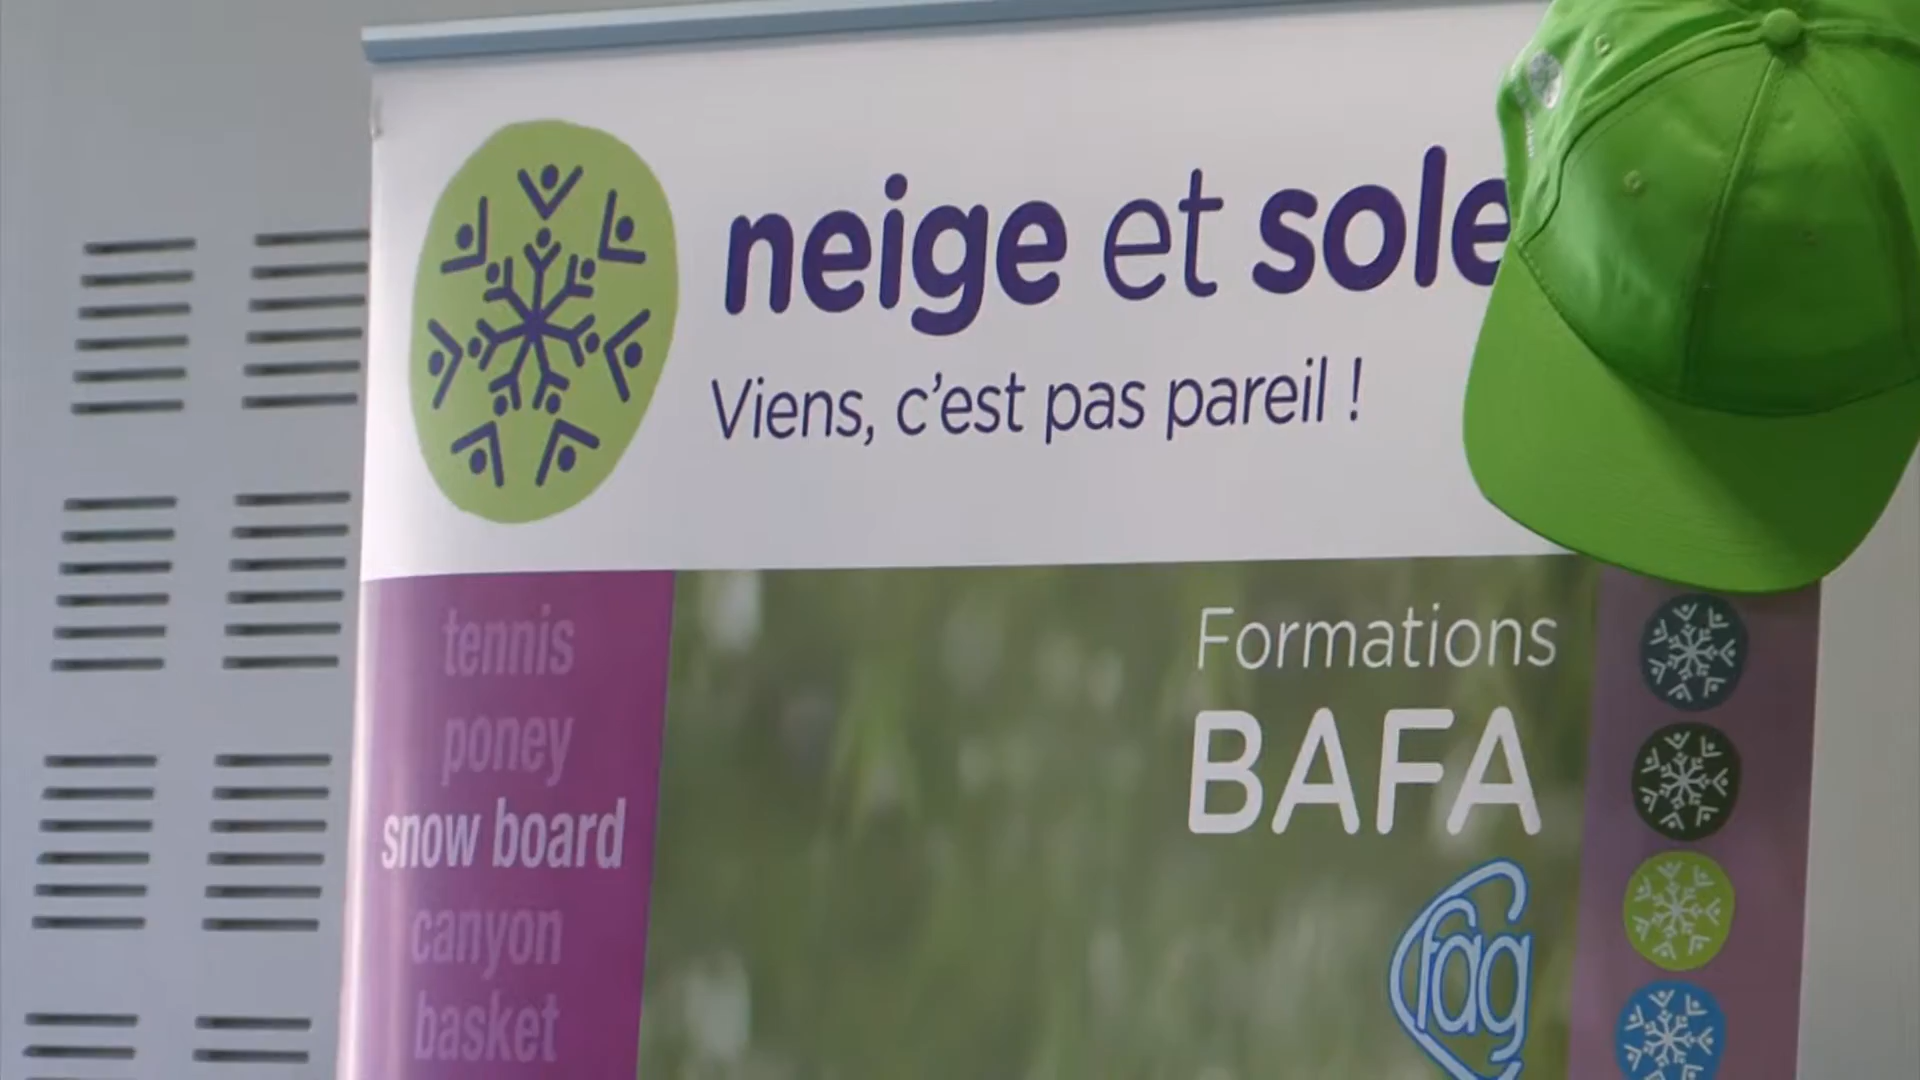 neige et sole
Viens, c'est pas pareil !
tennis
poney
snow board
canyon
basket
Formations
BAFA
fag